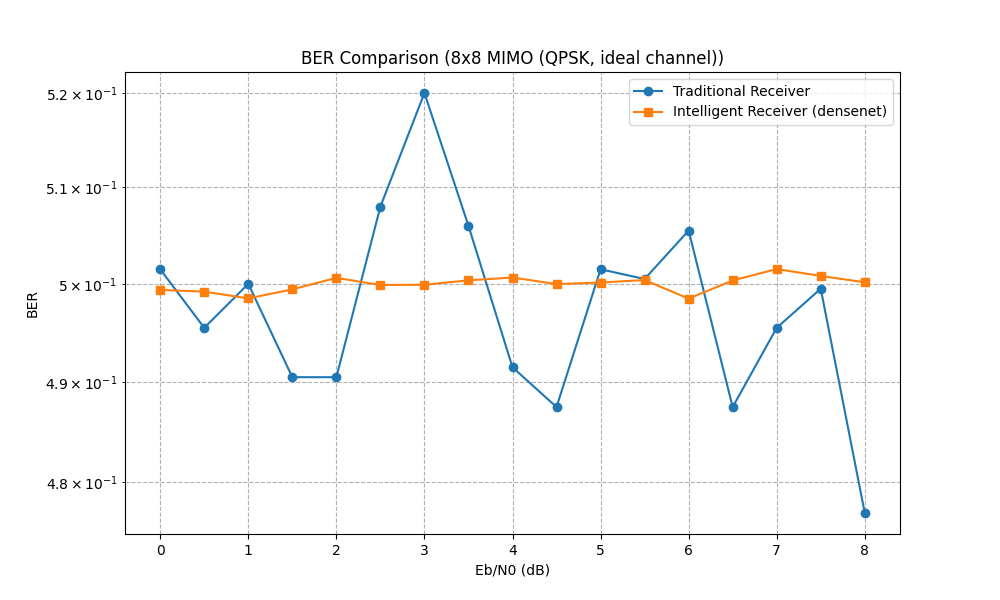 BER Comparison (8x8 MIMO (QPSK, ideal channel))
Traditional Receiver
Intelligent Receiver (densenet)
5.2 × 10⁻¹
5.1 × 10⁻¹
5 × 10⁻¹
4.9 × 10⁻¹
4.8 × 10⁻¹
BER
0 1 2 3 4 5 6 7 8
Eb/N0 (dB)